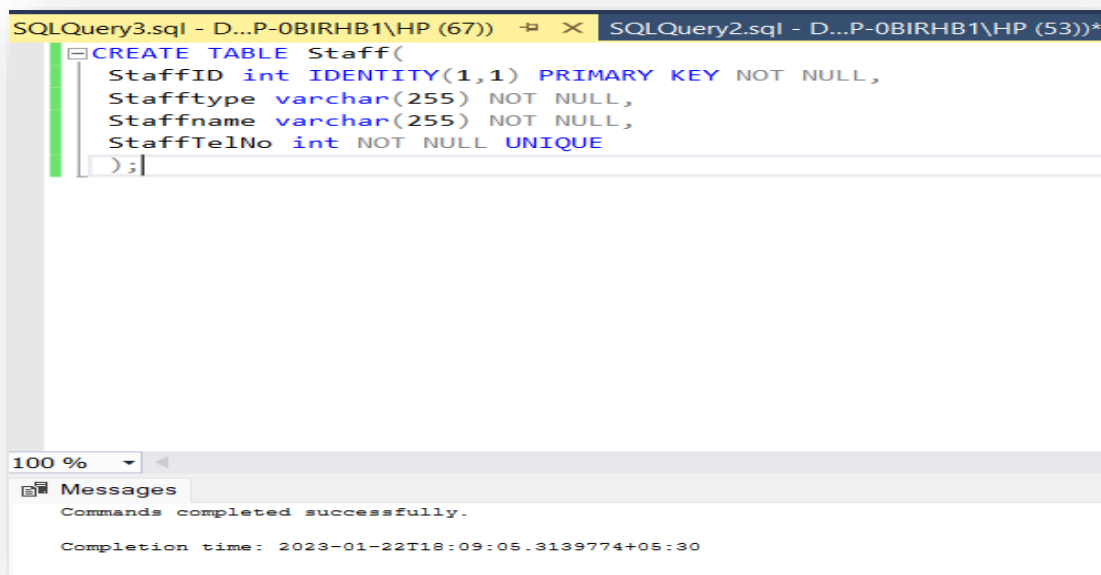 SQLQuery3.sql - D...P-0BIRHB1\HP (67)) SQLQuery2.sql - D...P-0BIRHB1\HP (53))*
CREATE TABLE Staff(
StaffID int IDENTITY(1,1) PRIMARY KEY NOT NULL,
Stafftype varchar(255) NOT NULL,
Staffname varchar(255) NOT NULL,
StaffTelNo int NOT NULL UNIQUE
);
100 %
Messages
Commands completed successfully.
Completion time: 2023-01-22T18:09:05.3139774+05:30